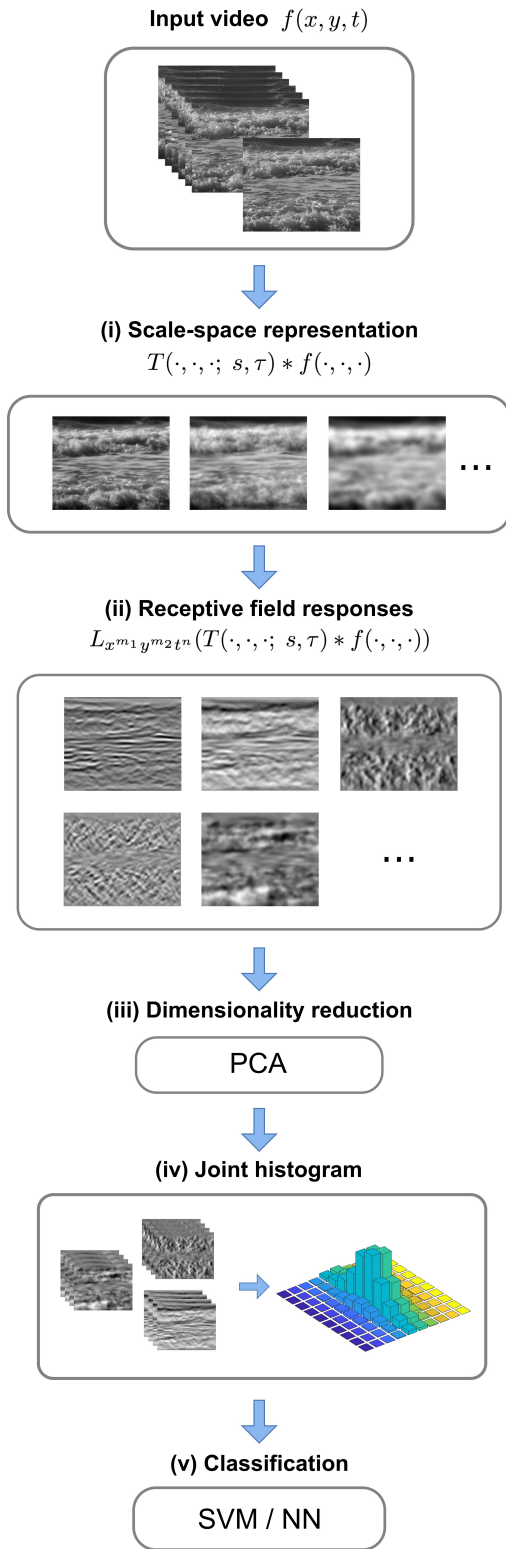 Input video f(x, y, t)
(i) Scale-space representation
T(·, ·, ·; s, τ) ∗ f(·, ·, ·)
...
(ii) Receptive field responses
L_{x^{m_1} y^{m_2} t^n}(T(·, ·, ·; s, τ) ∗ f(·, ·, ·))
...
(iii) Dimensionality reduction
PCA
(iv) Joint histogram
(v) Classification
SVM / NN